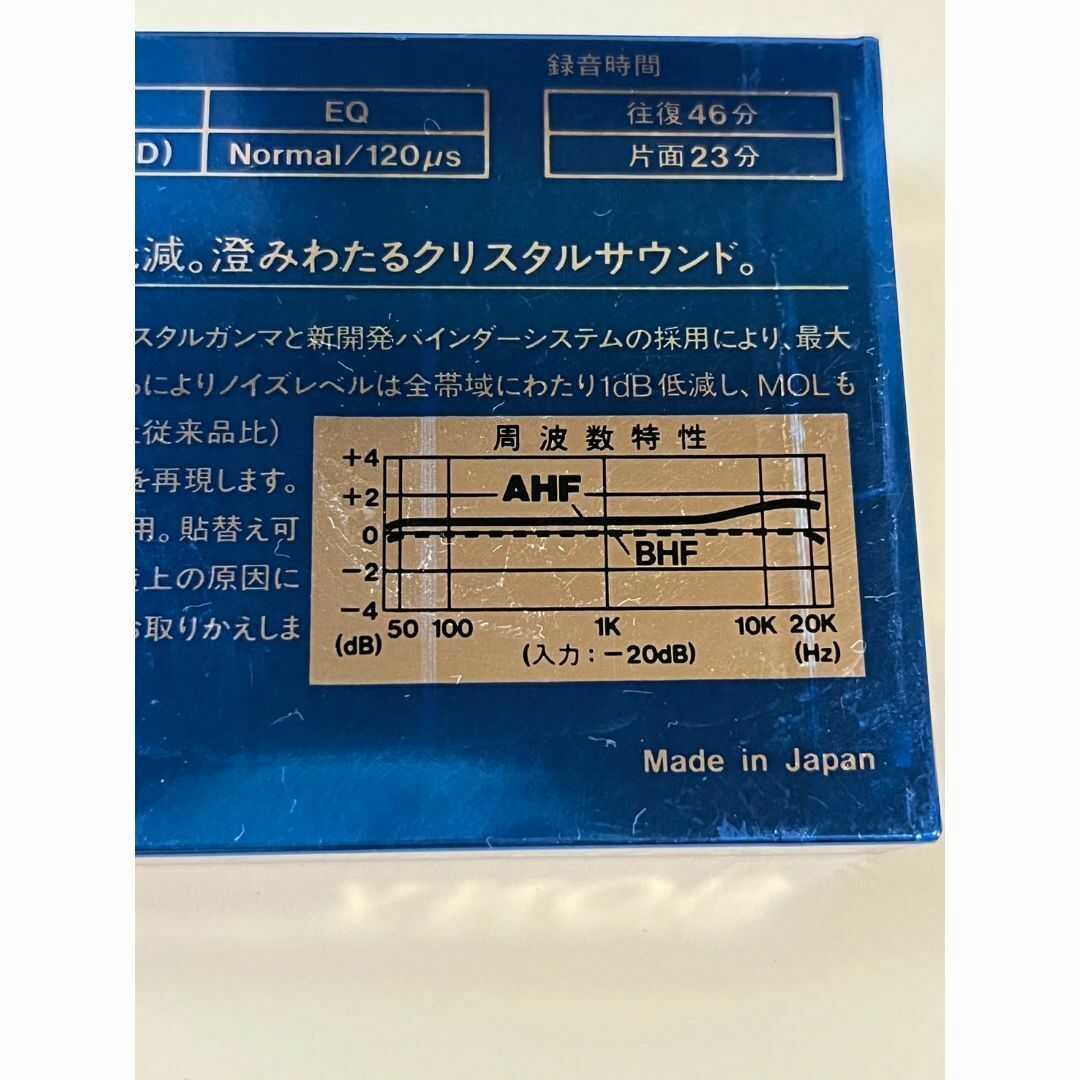 録音時間
EQ
往復46分
D)
Normal/120μs
片面23分
減。澄みわたるクリスタルサウンド。
スタルガンマと新開発バインダーシステムの採用により、最大
によりノイズレベルは全帯域にわたり1dB低減し、MOLも
従来品比)
を再現します。
用。貼替え可
上の原因に
取りかえしま
周波数特性
+4
+2
0
−2
−4
AHF
BHF
(dB)
50 100 1K 10K 20K
(入力:−20dB)
(Hz)
Made in Japan